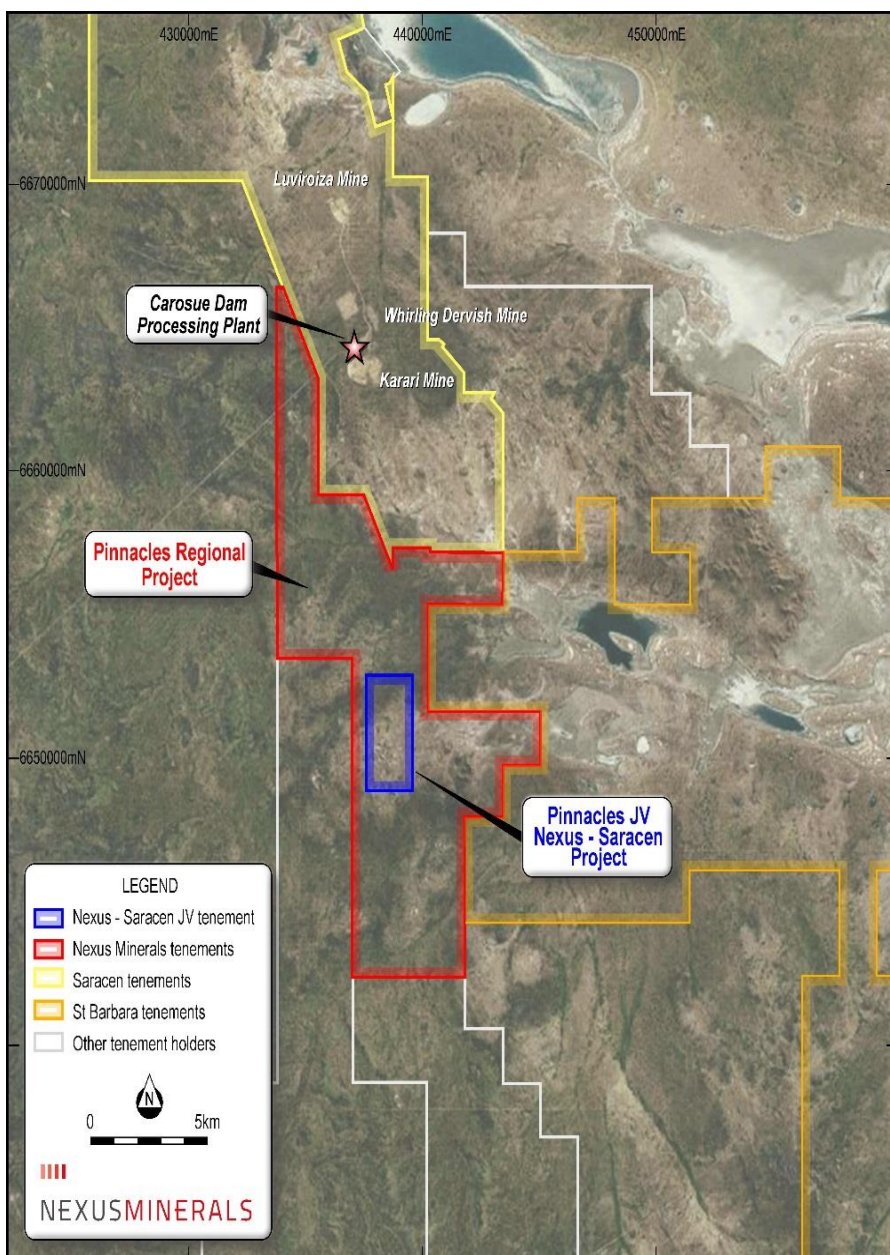 430000mE
440000mE
450000mE
6670000mN
Luviroiza Mine
Carosue Dam
Processing Plant
Whirling Dervish Mine
Karari Mine
6660000mN
Pinnacles Regional
Project
6650000mN
Pinnacles JV
Nexus - Saracen
Project
LEGEND
Nexus - Saracen JV tenement
Nexus Minerals tenements
Saracen tenements
St Barbara tenements
Other tenement holders
N
0 5km
NEXUSMINERALS